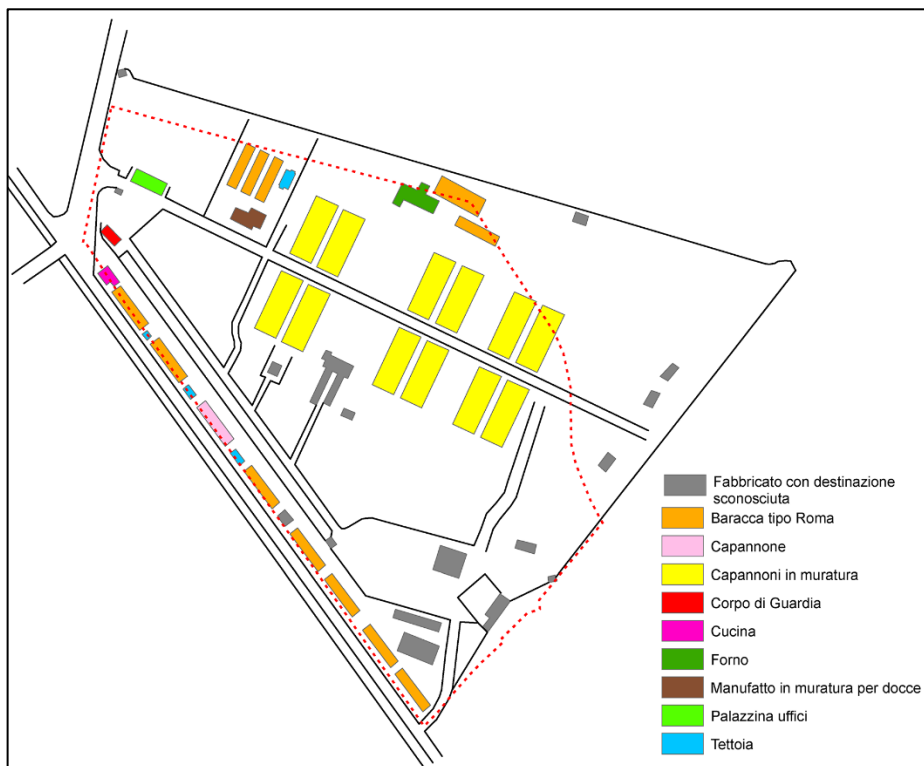 Fabbricato con destinazione
sconosciuta
Baracca tipo Roma
Capannone
Capannoni in muratura
Corpo di Guardia
Cucina
Forno
Manufatto in muratura per docce
Palazzina uffici
Tettoia